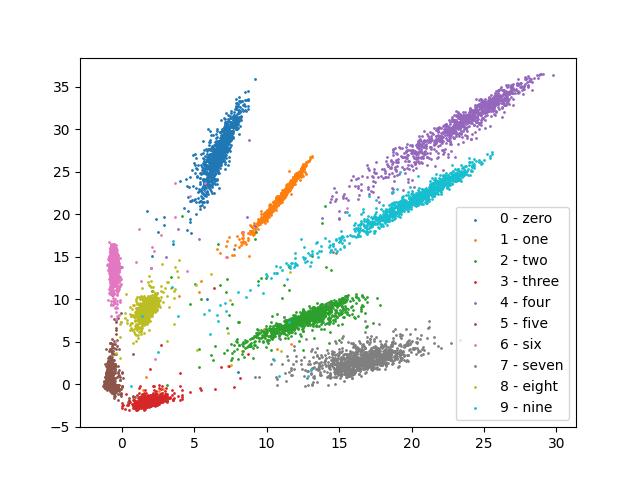 35
30
25
20
15
10
5
0
−5
0 5 10 15 20 25 30
0 - zero
1 - one
2 - two
3 - three
4 - four
5 - five
6 - six
7 - seven
8 - eight
9 - nine